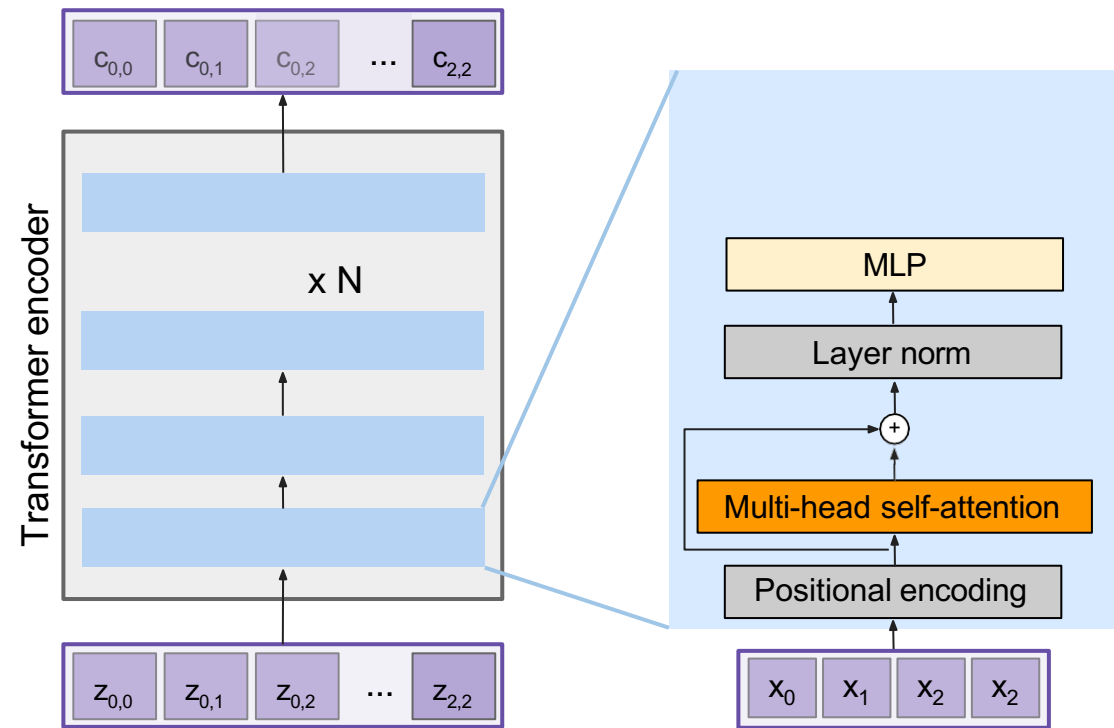 c0,0 c0,1 c0,2 ... c2,2
Transformer encoder
x N
z0,0 z0,1 z0,2 ... z2,2
MLP
Layer norm
+
Multi-head self-attention
Positional encoding
x0 x1 x2 x2